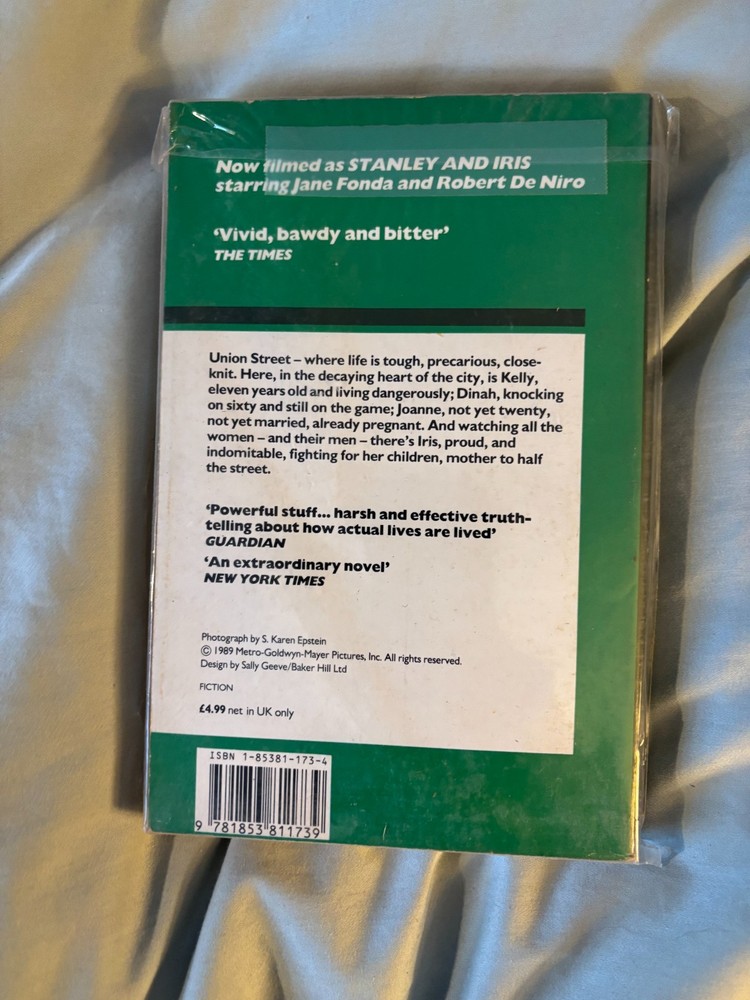 Now filmed as STANLEY AND IRIS
starring Jane Fonda and Robert De Niro
‘Vivid, bawdy and bitter’
THE TIMES
Union Street – where life is tough, precarious, close-
knit. Here, in the decaying heart of the city, is Kelly,
eleven years old and living dangerously; Dinah, knocking
on sixty and still on the game; Joanne, not yet twenty,
not yet married, already pregnant. And watching all the
women – and their men – there’s Iris, proud, and
indomitable, fighting for her children, mother to half
the street.
‘Powerful stuff... harsh and effective truth-
telling about how actual lives are lived’
GUARDIAN
‘An extraordinary novel’
NEW YORK TIMES
Photograph by S. Karen Epstein
© 1989 Metro-Goldwyn-Mayer Pictures, Inc. All rights reserved.
Design by Sally Geeve/Baker Hill Ltd
FICTION
£4.99 net in UK only
ISBN 1-85381-173-4
9 781853 811739